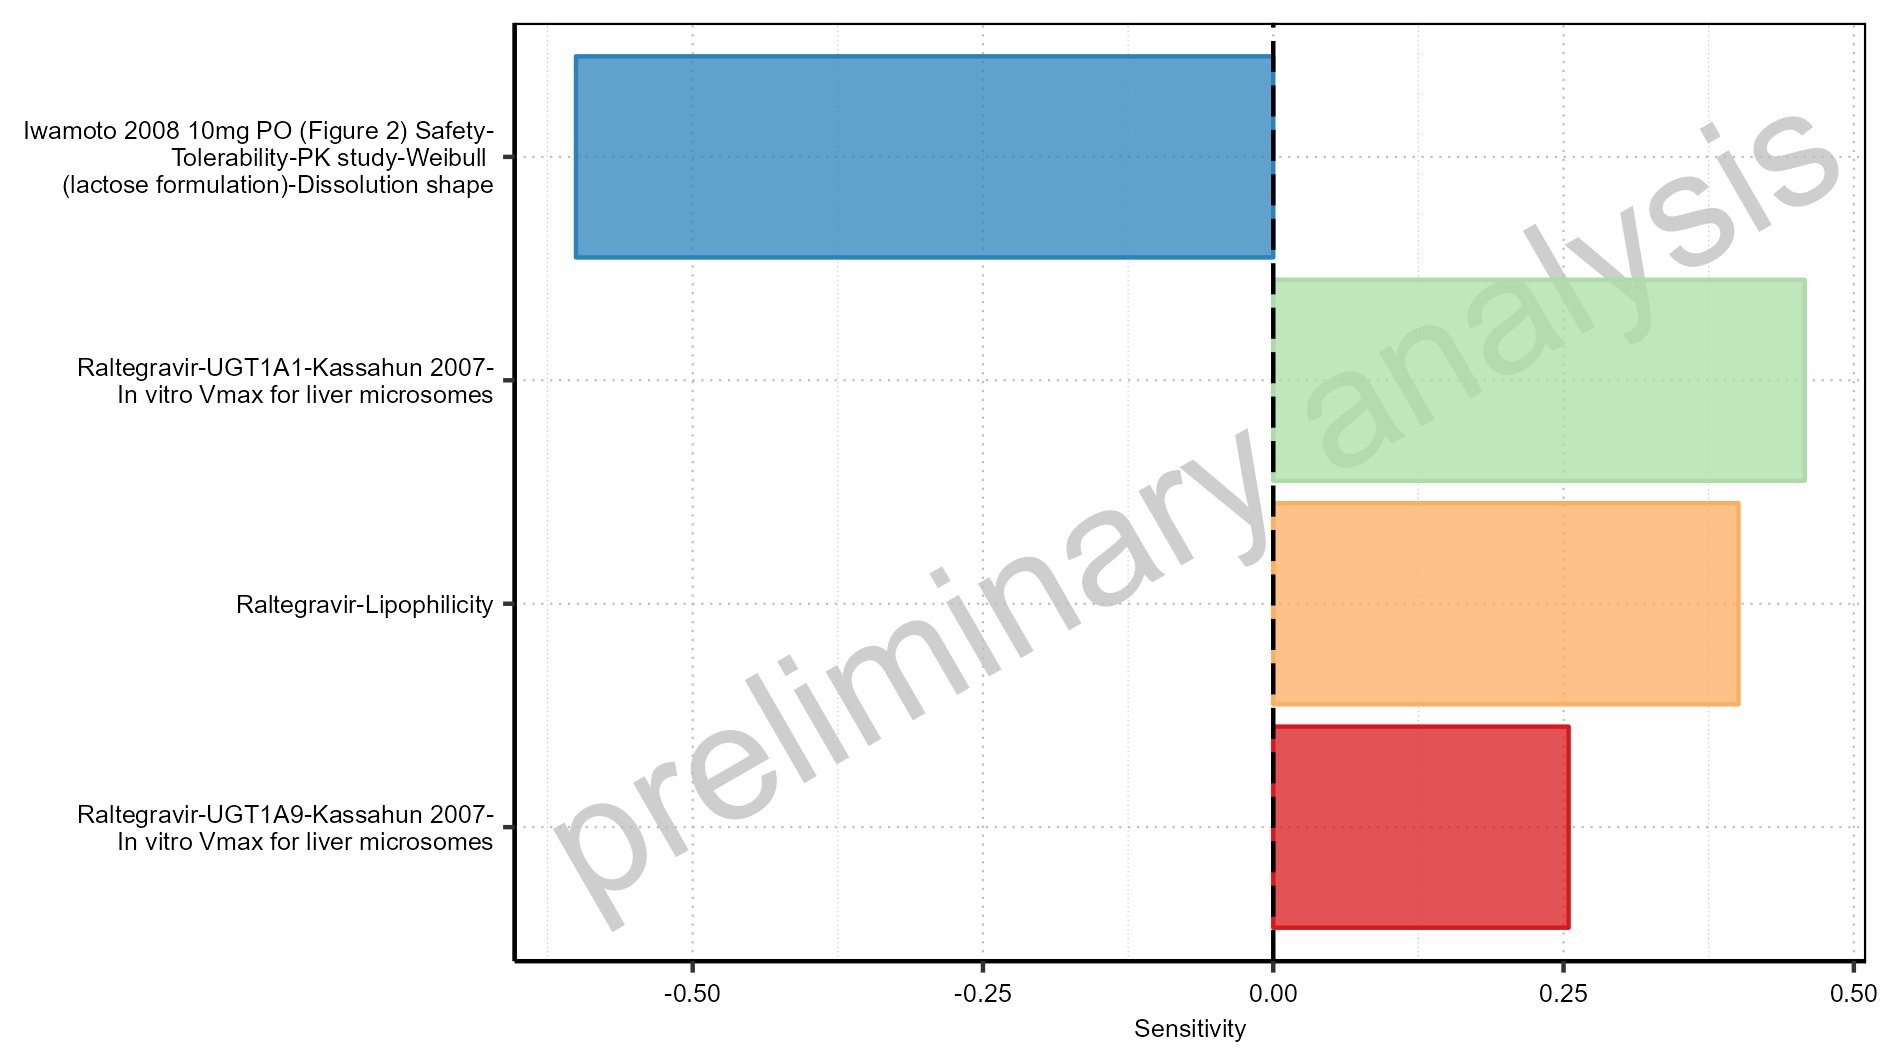 Iwamoto 2008 10mg PO (Figure 2) Safety-
Tolerability-PK study-Weibull
(lactose formulation)-Dissolution shape
Raltegravir-UGT1A1-Kassahun 2007-
In vitro Vmax for liver microsomes
Raltegravir-Lipophilicity
Raltegravir-UGT1A9-Kassahun 2007-
In vitro Vmax for liver microsomes
preliminary analysis
-0.50 -0.25 0.00 0.25 0.50
Sensitivity